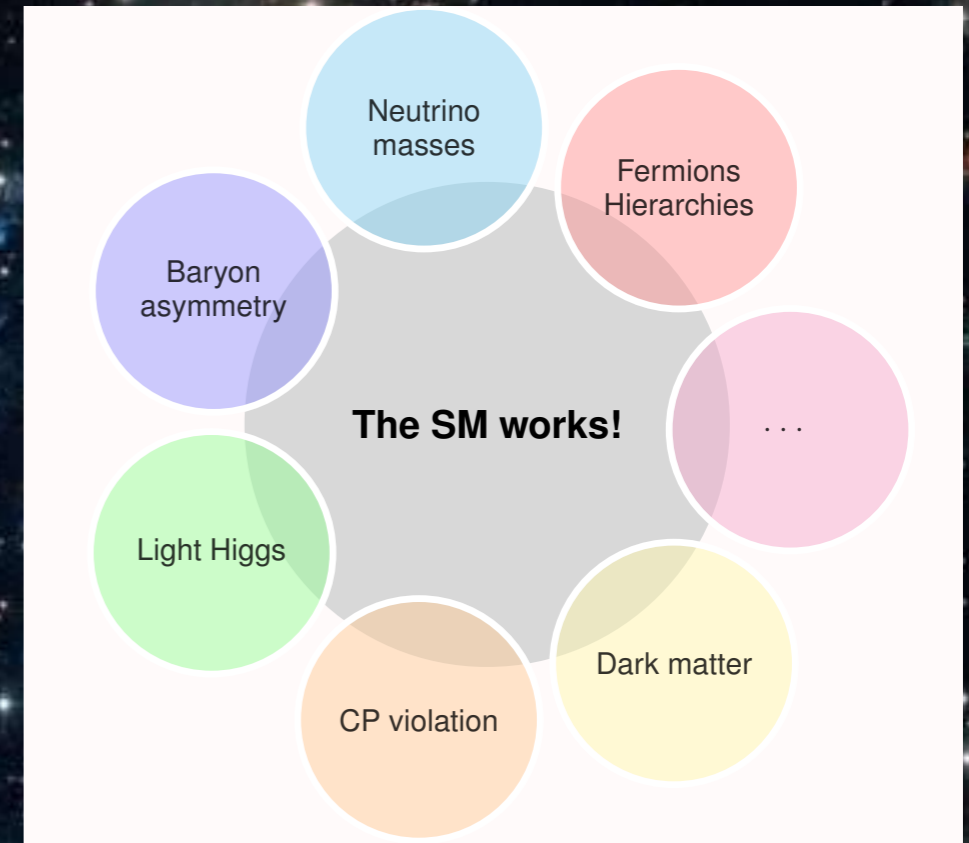 Neutrino
masses
Fermions
Hierarchies
Baryon
asymmetry
The SM works!
. . .
Light Higgs
Dark matter
CP violation